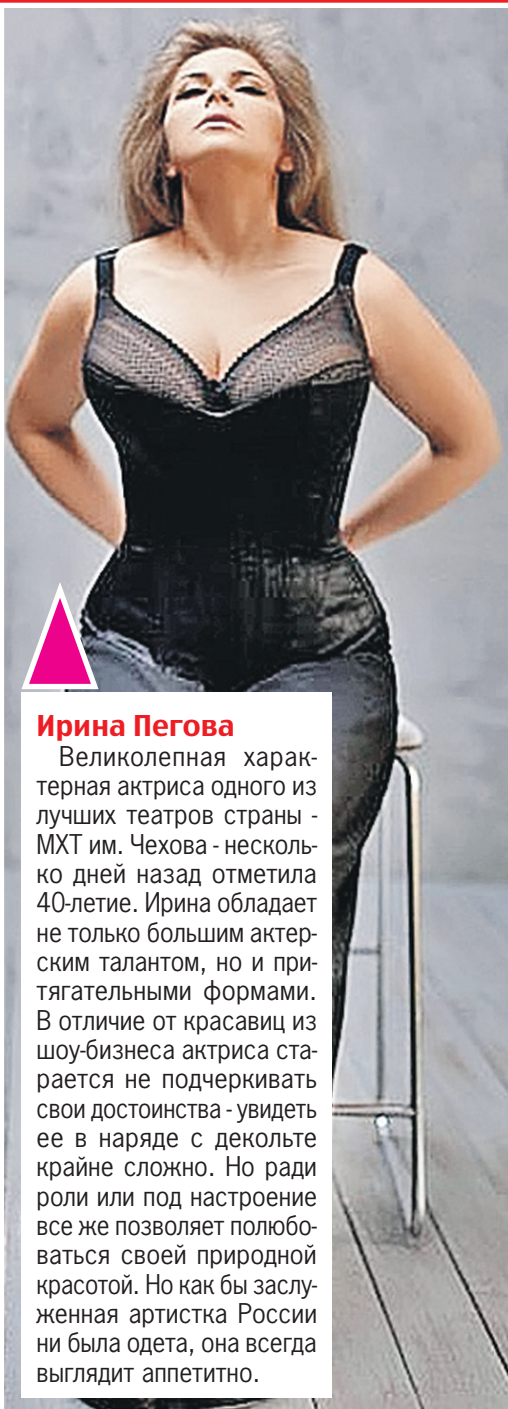 Ирина Пегова
Великолепная харак-
терная актриса одного из
лучших театров страны -
МХТ им. Чехова - несколь-
ко дней назад отметила
40-летие. Ирина обладает
не только большим актер-
ским талантом, но и при-
тягательными формами.
В отличие от красавиц из
шоу-бизнеса актриса ста-
рается не подчеркивать
свои достоинства - увидеть
ее в наряде с декольте
крайне сложно. Но ради
роли или под настроение
все же позволяет полюбо-
ваться своей природной
красотой. Но как бы заслу-
женная артистка России
ни была одета, она всегда
выглядит аппетитно.